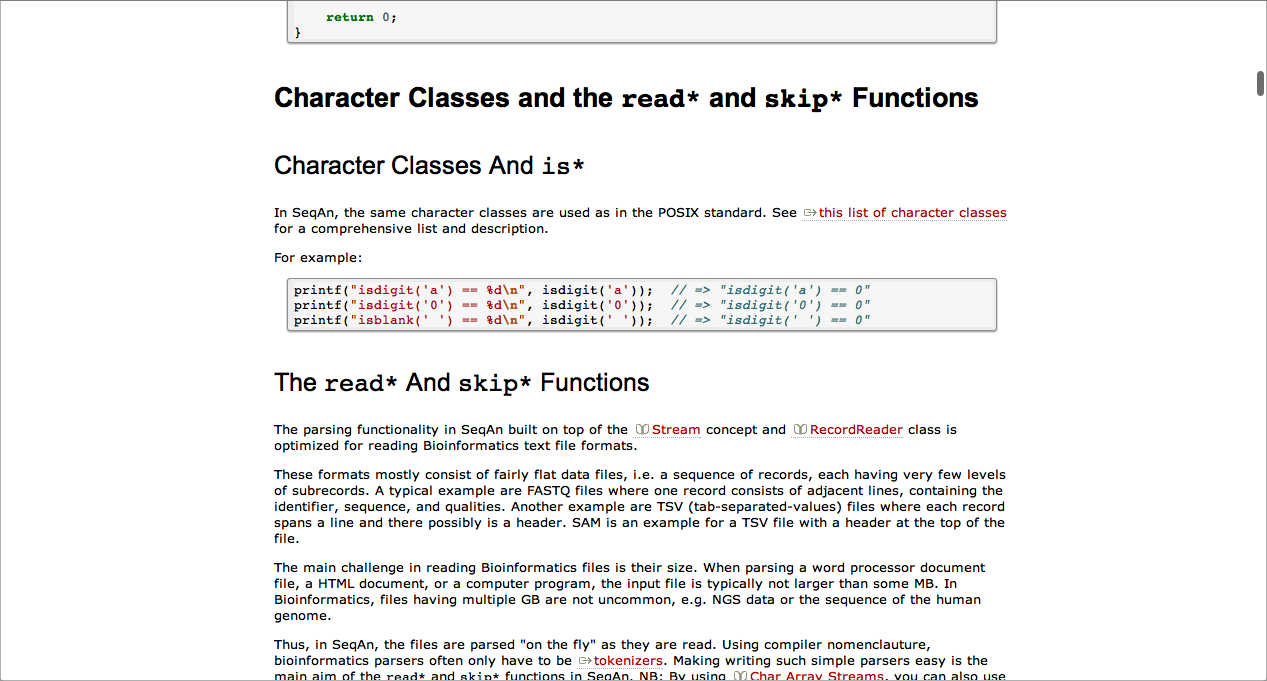 return 0;
}
Character Classes and the read* and skip* Functions
Character Classes And is*
In SeqAn, the same character classes are used as in the POSIX standard. See this list of character classes
for a comprehensive list and description.
For example:
printf("isdigit('a') == %d\n", isdigit('a'));  // => "isdigit('a') == 0"
printf("isdigit('0') == %d\n", isdigit('0'));  // => "isdigit('0') == 0"
printf("isblank(' ') == %d\n", isdigit(' '));  // => "isdigit(' ') == 0"
The read* And skip* Functions
The parsing functionality in SeqAn built on top of the Stream concept and RecordReader class is
optimized for reading Bioinformatics text file formats.
These formats mostly consist of fairly flat data files, i.e. a sequence of records, each having very few levels
of subrecords. A typical example are FASTQ files where one record consists of adjacent lines, containing the
identifier, sequence, and qualities. Another example are TSV (tab-separated-values) files where each record
spans a line and there possibly is a header. SAM is an example for a TSV file with a header at the top of the
file.
The main challenge in reading Bioinformatics files is their size. When parsing a word processor document
file, a HTML document, or a computer program, the input file is typically not larger than some MB. In
Bioinformatics, files having multiple GB are not uncommon, e.g. NGS data or the sequence of the human
genome.
Thus, in SeqAn, the files are parsed "on the fly" as they are read. Using compiler nomenclauture,
bioinformatics parsers often only have to be tokenizers. Making writing such simple parsers easy is the
main aim of the read* and skip* functions in SeqAn. NB: By using Char Array Streams, you can also use